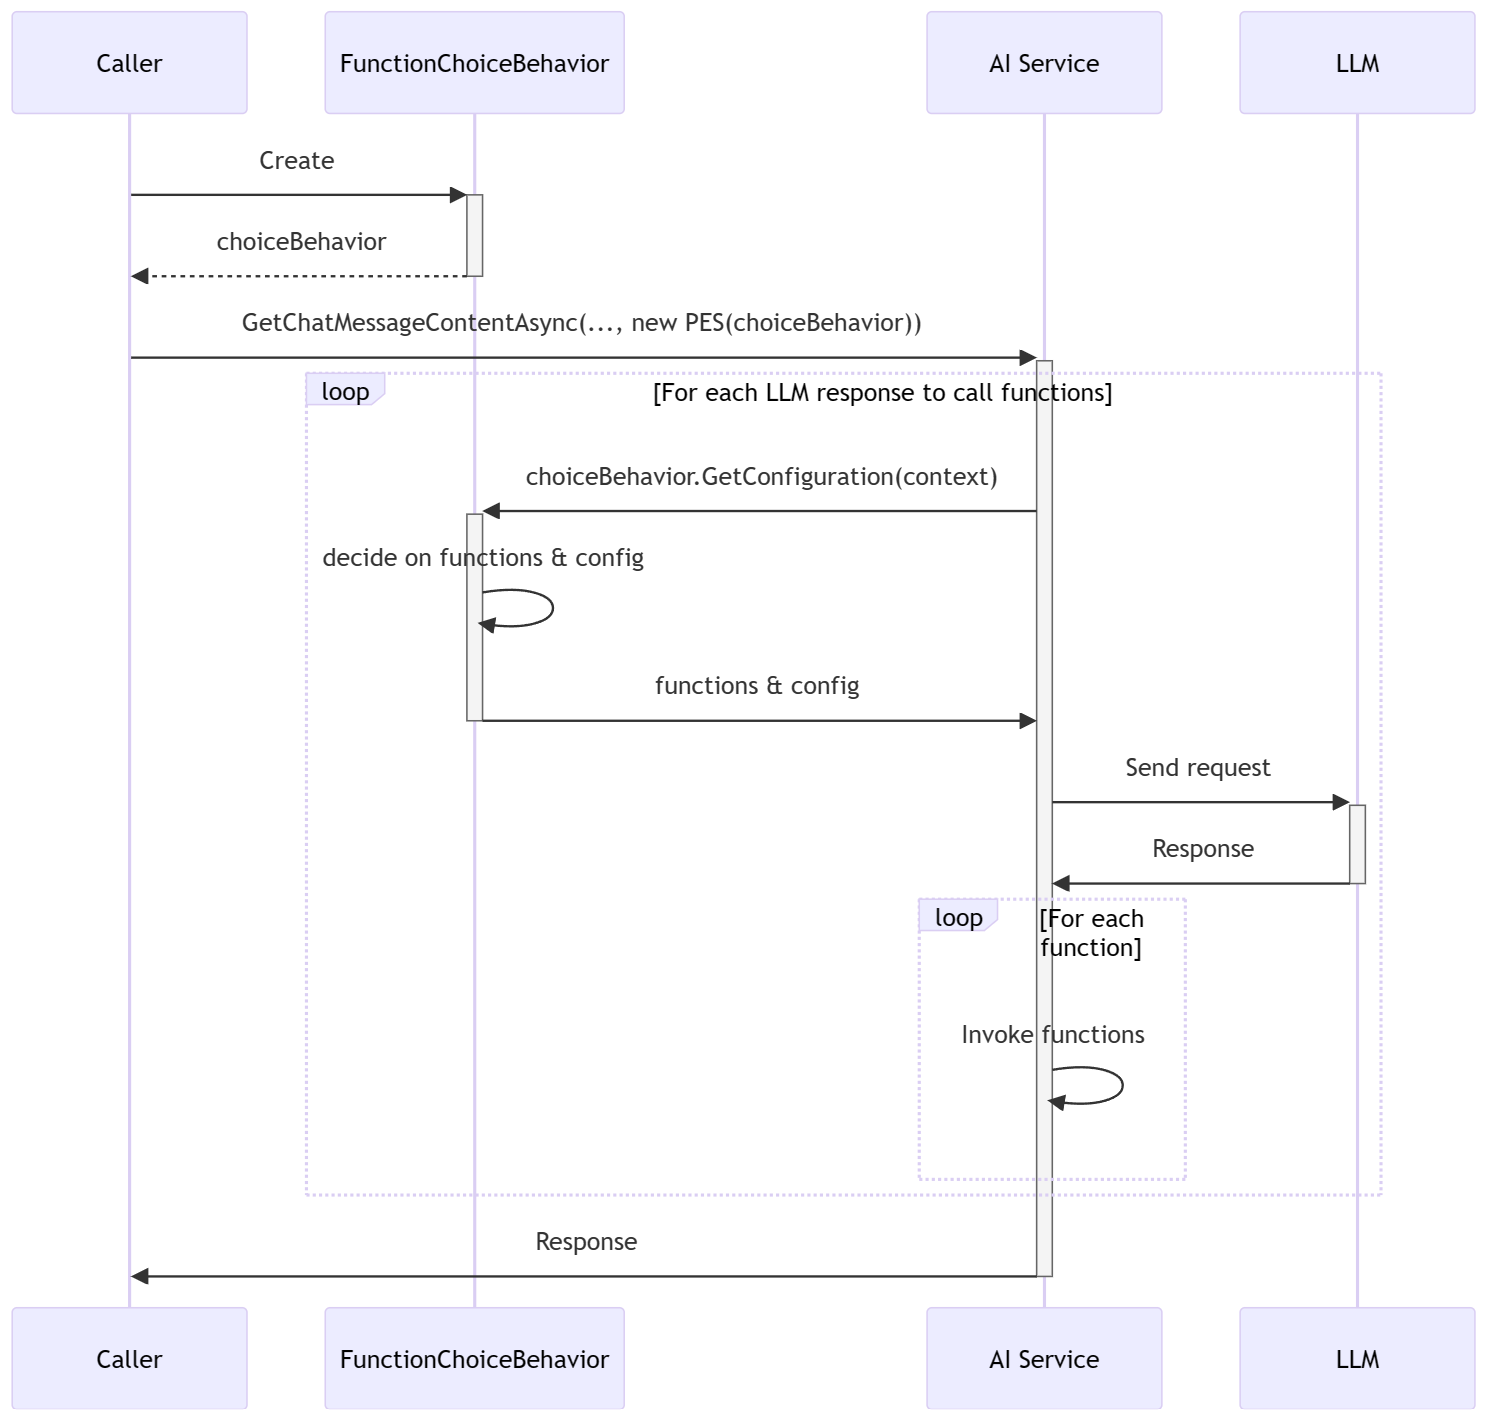 Caller
FunctionChoiceBehavior
AI Service
LLM
Create
choiceBehavior
GetChatMessageContentAsync(..., new PES(choiceBehavior))
loop
[For each LLM response to call functions]
choiceBehavior.GetConfiguration(context)
decide on functions & config
functions & config
Send request
Response
loop
[For each
function]
Invoke functions
Response
Caller
FunctionChoiceBehavior
AI Service
LLM